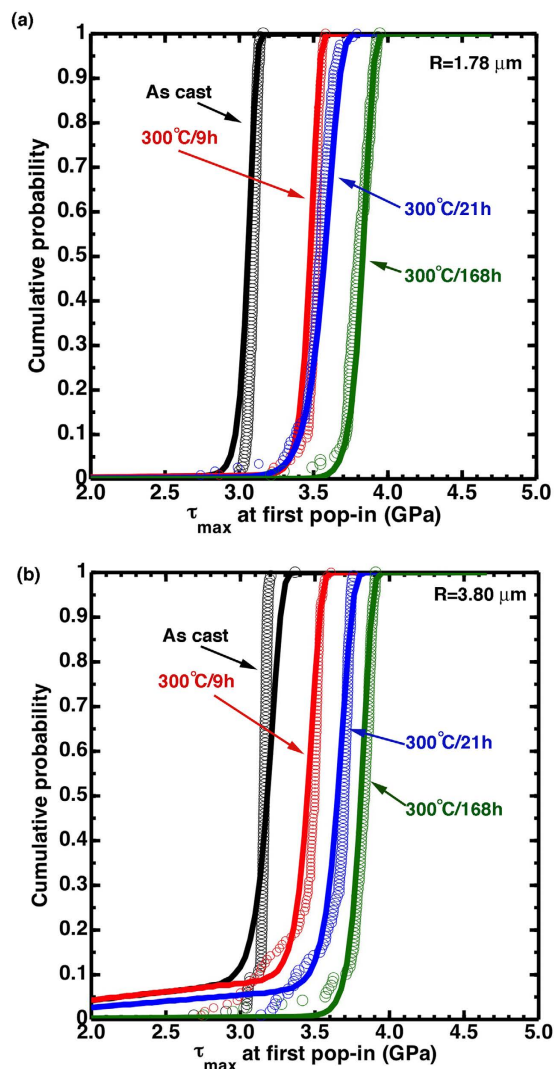 (a)
1
0.9
0.8
0.7
0.6
0.5
0.4
0.3
0.2
0.1
0
Cumulative probability
R=1.78 μm
As cast
300°C/9h
300°C/21h
300°C/168h
2.0 2.5 3.0 3.5 4.0 4.5 5.0
τmax at first pop-in (GPa)
(b)
1
0.9
0.8
0.7
0.6
0.5
0.4
0.3
0.2
0.1
0
Cumulative probability
R=3.80 μm
As cast
300°C/9h
300°C/21h
300°C/168h
2.0 2.5 3.0 3.5 4.0 4.5 5.0
τmax at first pop-in (GPa)